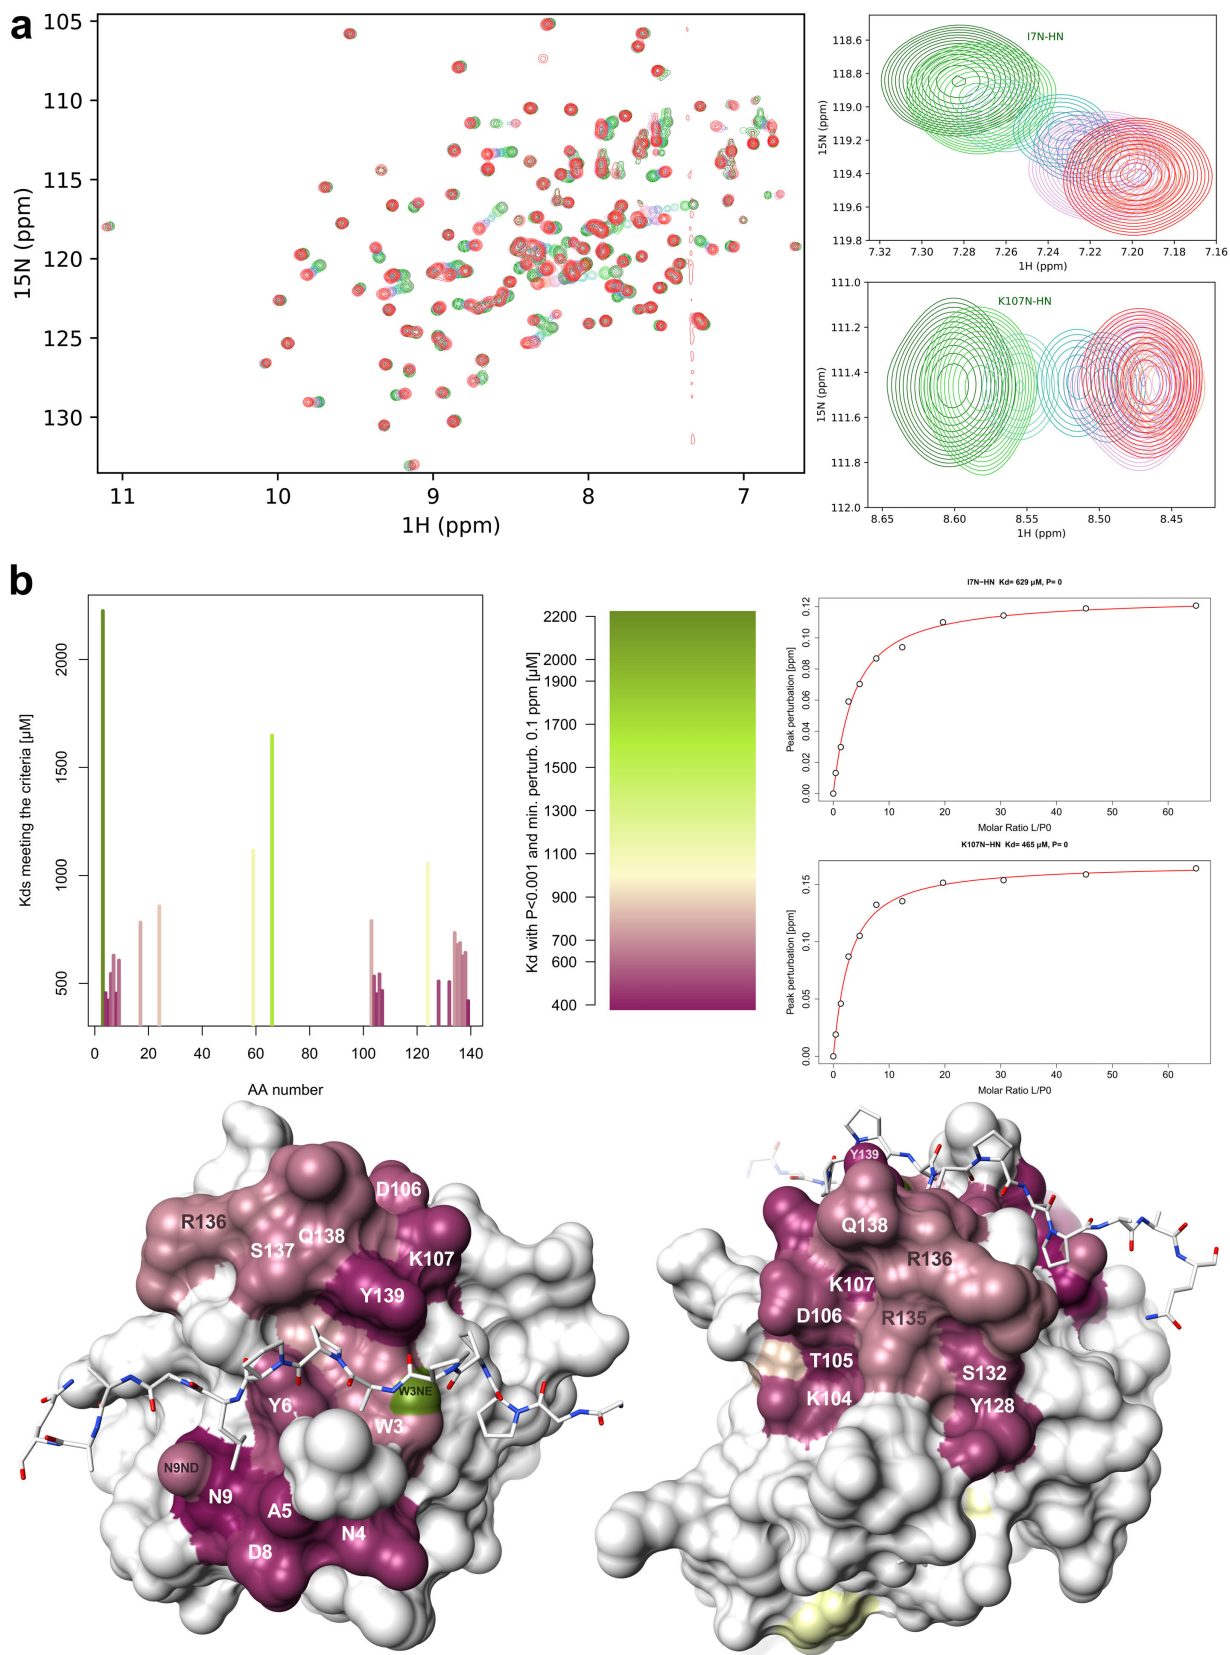 a
105
110
115
120
125
130
15N (ppm)
11
10
9
8
7
1H (ppm)
I7N-HN
118.6
118.8
119.0
119.2
119.4
119.6
119.8
15N (ppm)
7.32
7.30
7.28
7.26
7.24
7.22
7.20
7.18
7.16
1H (ppm)
K107N-HN
111.0
111.2
111.4
111.6
111.8
112.0
15N (ppm)
8.65
8.60
8.55
8.50
8.45
1H (ppm)
b
Kds meeting the criteria [µM]
2000
1500
1000
500
0
20
40
60
80
100
120
140
AA number
Kd with P<0.001 and min. perturb. 0.1 ppm [µM]
2200
2000
1900
1700
1500
1300
1100
900
700
600
400
I7N−HN Kd= 629 µM, P= 0
Peak perturbation [ppm]
0.12
0.10
0.08
0.06
0.04
0.02
0.00
0
10
20
30
40
50
60
Molar Ratio L/P0
K107N−HN Kd= 465 µM, P= 0
Peak perturbation [ppm]
0.15
0.10
0.05
0.00
0
10
20
30
40
50
60
Molar Ratio L/P0
D106
R136
Q138
S137
K107
Y139
W3NE
Y6
W3
N9ND
N9
A5
N4
D8
Y139
Q138
R136
K107
D106
R135
T105
S132
K104
Y128